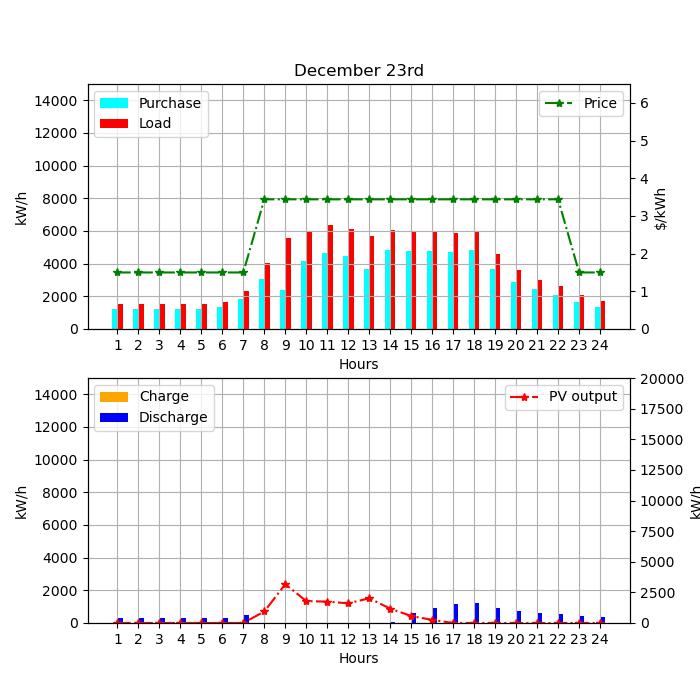 December 23rd
Purchase
Load
Price
14000
12000
10000
8000
6000
4000
2000
0
kW/h
6
5
4
3
2
1
0
$/kWh
1 2 3 4 5 6 7 8 9 10 11 12 13 14 15 16 17 18 19 20 21 22 23 24
Hours
Charge
Discharge
PV output
14000
12000
10000
8000
6000
4000
2000
0
kW/h
20000
17500
15000
12500
10000
7500
5000
2500
0
kW/h
1 2 3 4 5 6 7 8 9 10 11 12 13 14 15 16 17 18 19 20 21 22 23 24
Hours